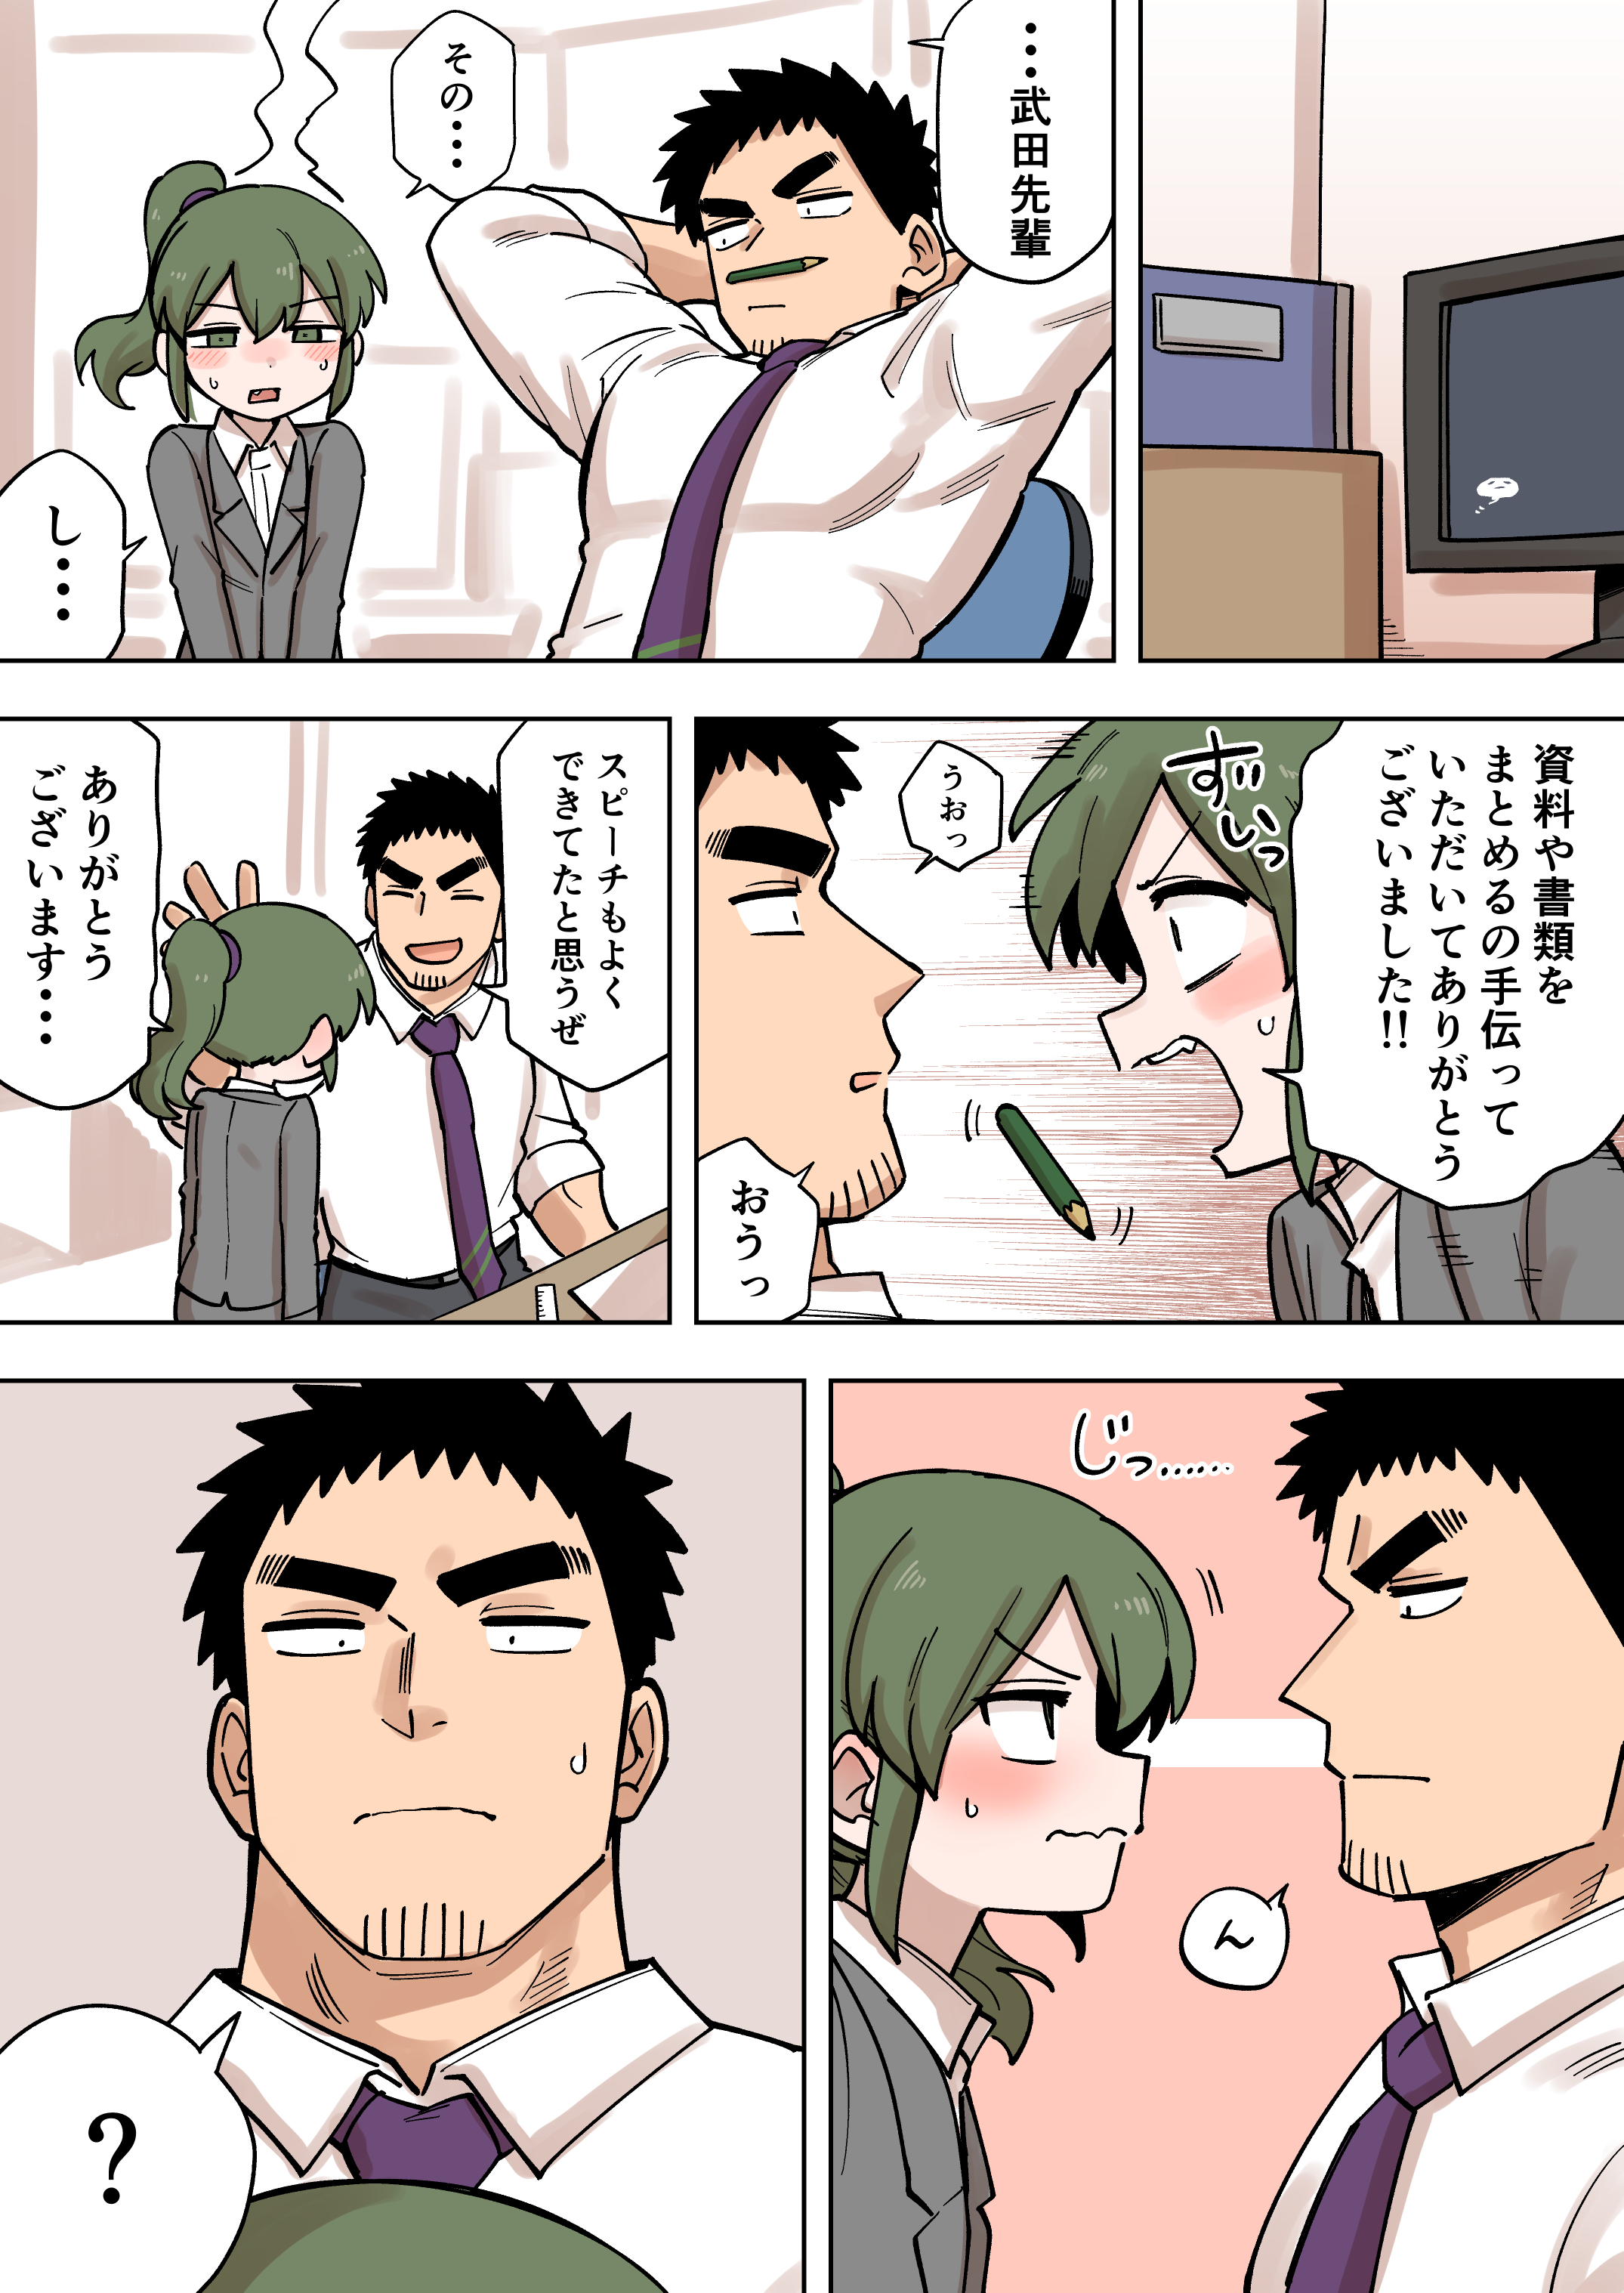 …武田先輩
その…
し…
資料や書類を
まとめるの手伝って
いただいてありがとう
ございました!!
ずいっ
うおっ
おうっ
スピーチもよく
できてたと思うぜ
ありがとう
ございます…
じっ……
ん
？